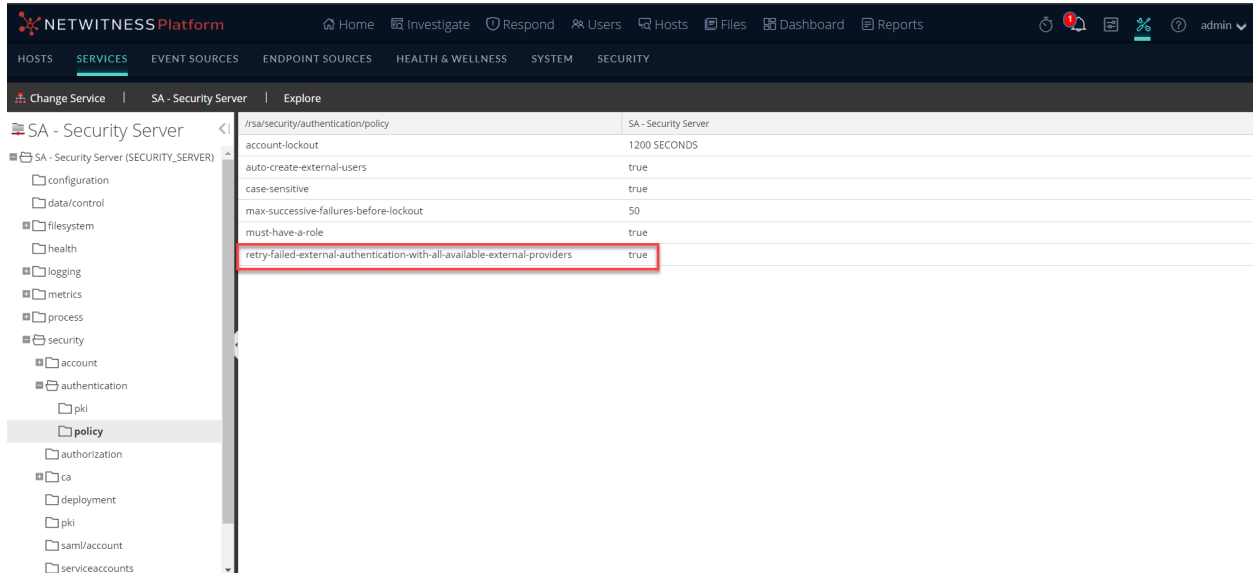 NETWITNESS Platform Home Investigate Respond Users Hosts Files Dashboard Reports 1 admin
HOSTS SERVICES EVENT SOURCES ENDPOINT SOURCES HEALTH & WELLNESS SYSTEM SECURITY
Change Service | SA - Security Server | Explore
SA - Security Server
SA - Security Server (SECURITY_SERVER)
configuration
data/control
filesystem
health
logging
metrics
process
security
account
authentication
pki
policy
authorization
ca
deployment
pki
saml/account
serviceaccounts
/rsa/security/authentication/policy SA - Security Server
account-lockout 1200 SECONDS
auto-create-external-users true
case-sensitive true
max-successive-failures-before-lockout 50
must-have-a-role true
retry-failed-external-authentication-with-all-available-external-providers true